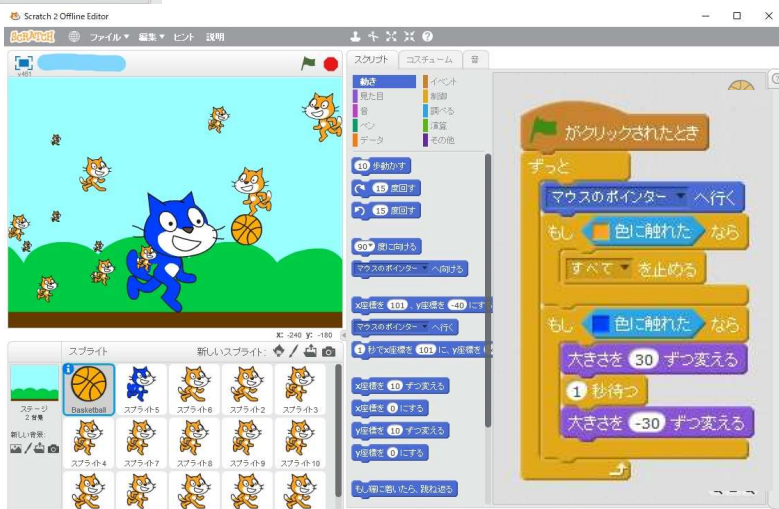 Scratch 2 Offline Editor
SCRATCH ファイル▼ 編集▼ ヒント 説明
v461
X: -240 y: -180
スプライト 新しいスプライト:
ステージ
2 背景
新しい背景:
Basketball スプライト5 スプライト6 スプライト2 スプライト3
スプライト4 スプライト7 スプライト8 スプライト9 スプライト10
スクリプト コスチューム 音
動き イベント
見た目 制御
音 調べる
ペン 演算
データ その他
10 歩動かす
15 度回す
15 度回す
90▼ 度に向ける
マウスのポインター▼ へ向ける
x座標を 101 、y座標を -40 にす
マウスのポインター▼ へ行く
1 秒でx座標を 101 に、y座標を
x座標を 10 ずつ変える
x座標を 0 にする
y座標を 10 ずつ変える
y座標を 0 にする
もし端に着いたら、跳ね返る
がクリックされたとき
ずっと
マウスのポインター▼ へ行く
もし 色に触れた なら
すべて▼ を止める
もし 色に触れた なら
大きさを 30 ずつ変える
1 秒待つ
大きさを -30 ずつ変える